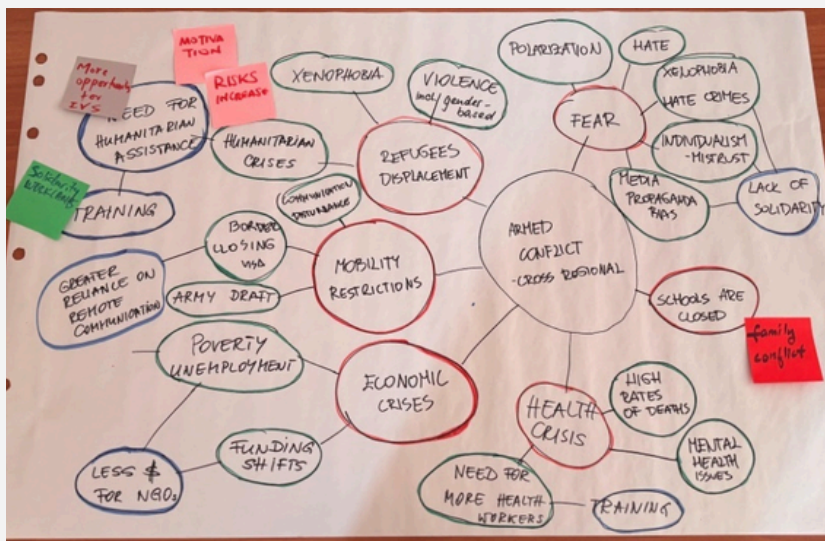 More
opportunity
for
IVS
MOTIVA
TION
RISKS
INCREASE
NEED FOR
HUMANITARIAN
ASSISTANCE
Solidarity
TRAINING
HUMANITARIAN
CRISES
XENOPHOBIA
VIOLENCE
incl/gender-
based
REFUGEES
DISPLACEMENT
COMMUNICATION
DISTURBANCE
BORDER
CLOSING
VISA
ARMY DRAFT
MOBILITY
RESTRICTIONS
GREATER
RELIANCE ON
REMOTE
COMMUNICATION
POVERTY
UNEMPLOYMENT
ECONOMIC
CRISES
FUNDING
SHIFTS
LESS $
FOR NGOs
ARMED
CONFLICT
-CROSS REGIONAL
POLARIZATION
HATE
FEAR
XENOPHOBIA
HATE CRIMES
INDIVIDUALISM
-MISTRUST
MEDIA
PROPAGANDA
BIAS
LACK OF
SOLIDARITY
SCHOOLS ARE
CLOSED
family
conflict
HEALTH
CRISIS
HIGH
RATES
OF DEATHS
MENTAL
HEALTH
ISSUES
NEED FOR
MORE HEALTH
WORKERS
TRAINING